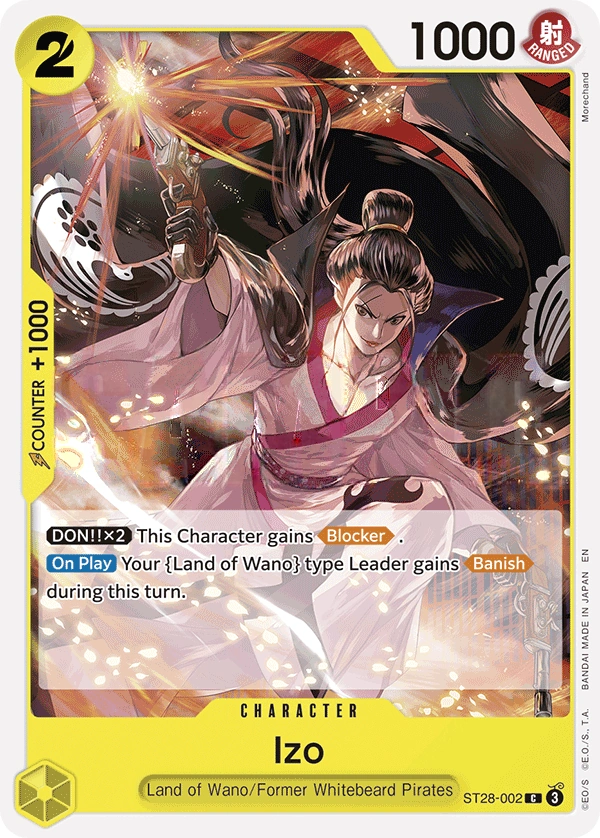 2
1000
射
RANGED
Morechand
COUNTER +1000
DON!!×2 This Character gains Blocker .
On Play Your {Land of Wano} type Leader gains Banish
during this turn.
CHARACTER
Izo
Land of Wano/Former Whitebeard Pirates
ST28-002 C 3
©E.O/S ©E.O./S., T.A. BANDAI MADE IN JAPAN EN